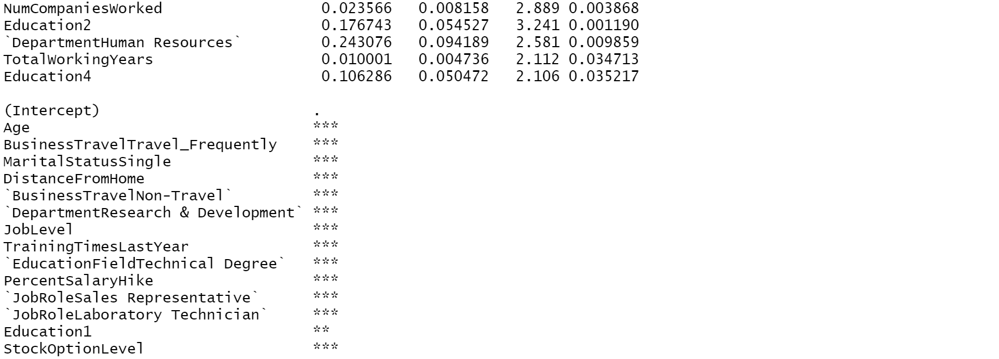 NumCompaniesWorked 0.023566 0.008158 2.889 0.003868
Education2 0.176743 0.054527 3.241 0.001190
`DepartmentHuman Resources` 0.243076 0.094189 2.581 0.009859
TotalWorkingYears 0.010001 0.004736 2.112 0.034713
Education4 0.106286 0.050472 2.106 0.035217
(Intercept) .
Age ***
BusinessTravelTravel_Frequently ***
MaritalStatusSingle ***
DistanceFromHome ***
`BusinessTravelNon-Travel` ***
`DepartmentResearch & Development` ***
JobLevel ***
TrainingTimesLastYear ***
`EducationFieldTechnical Degree` ***
PercentSalaryHike ***
`JobRoleSales Representative` ***
`JobRoleLaboratory Technician` ***
Education1 **
StockOptionLevel ***